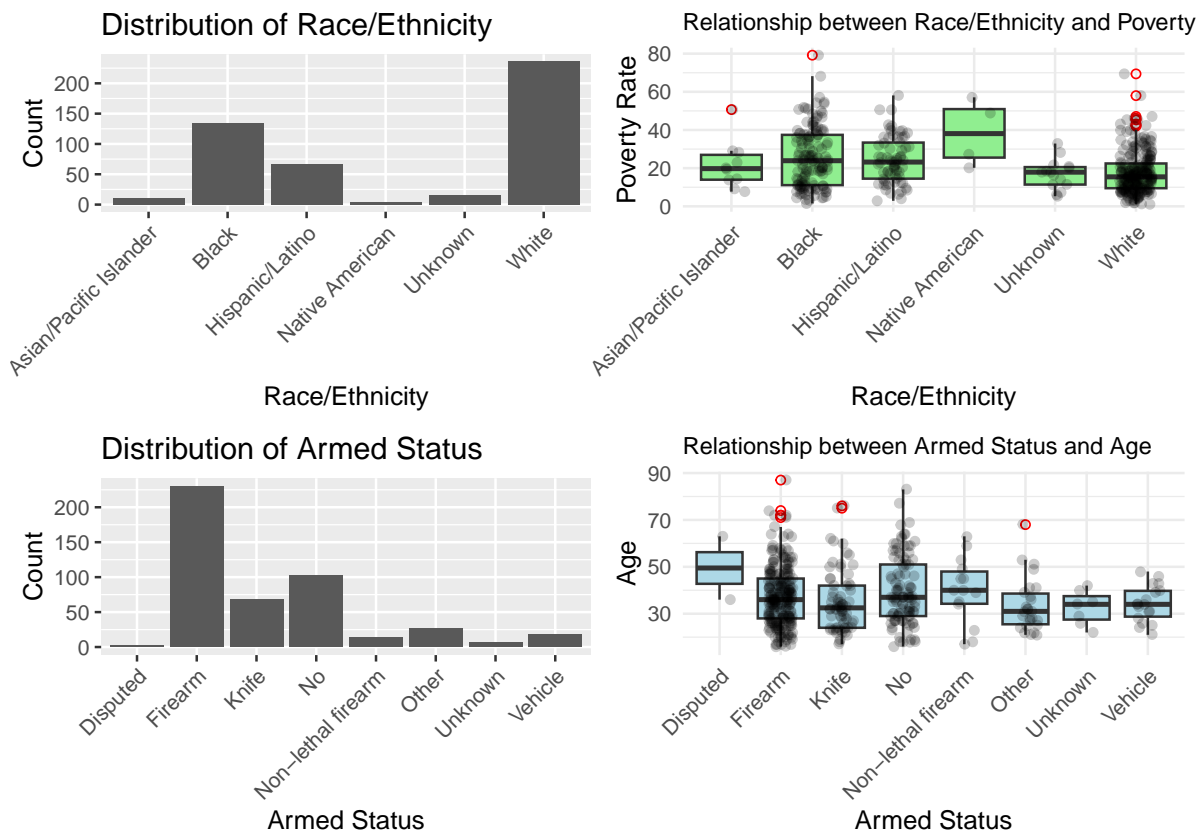 Distribution of Race/Ethnicity
Count
200
150
100
50
0
Asian/Pacific Islander
Black
Hispanic/Latino
Native American
Unknown
White
Race/Ethnicity
Relationship between Race/Ethnicity and Poverty
Poverty Rate
80
60
40
20
0
Asian/Pacific Islander
Black
Hispanic/Latino
Native American
Unknown
White
Race/Ethnicity
Distribution of Armed Status
Count
200
150
100
50
0
Disputed
Firearm
Knife
No
Non−lethal firearm
Other
Unknown
Vehicle
Armed Status
Relationship between Armed Status and Age
Age
90
70
50
30
Disputed
Firearm
Knife
No
Non−lethal firearm
Other
Unknown
Vehicle
Armed Status